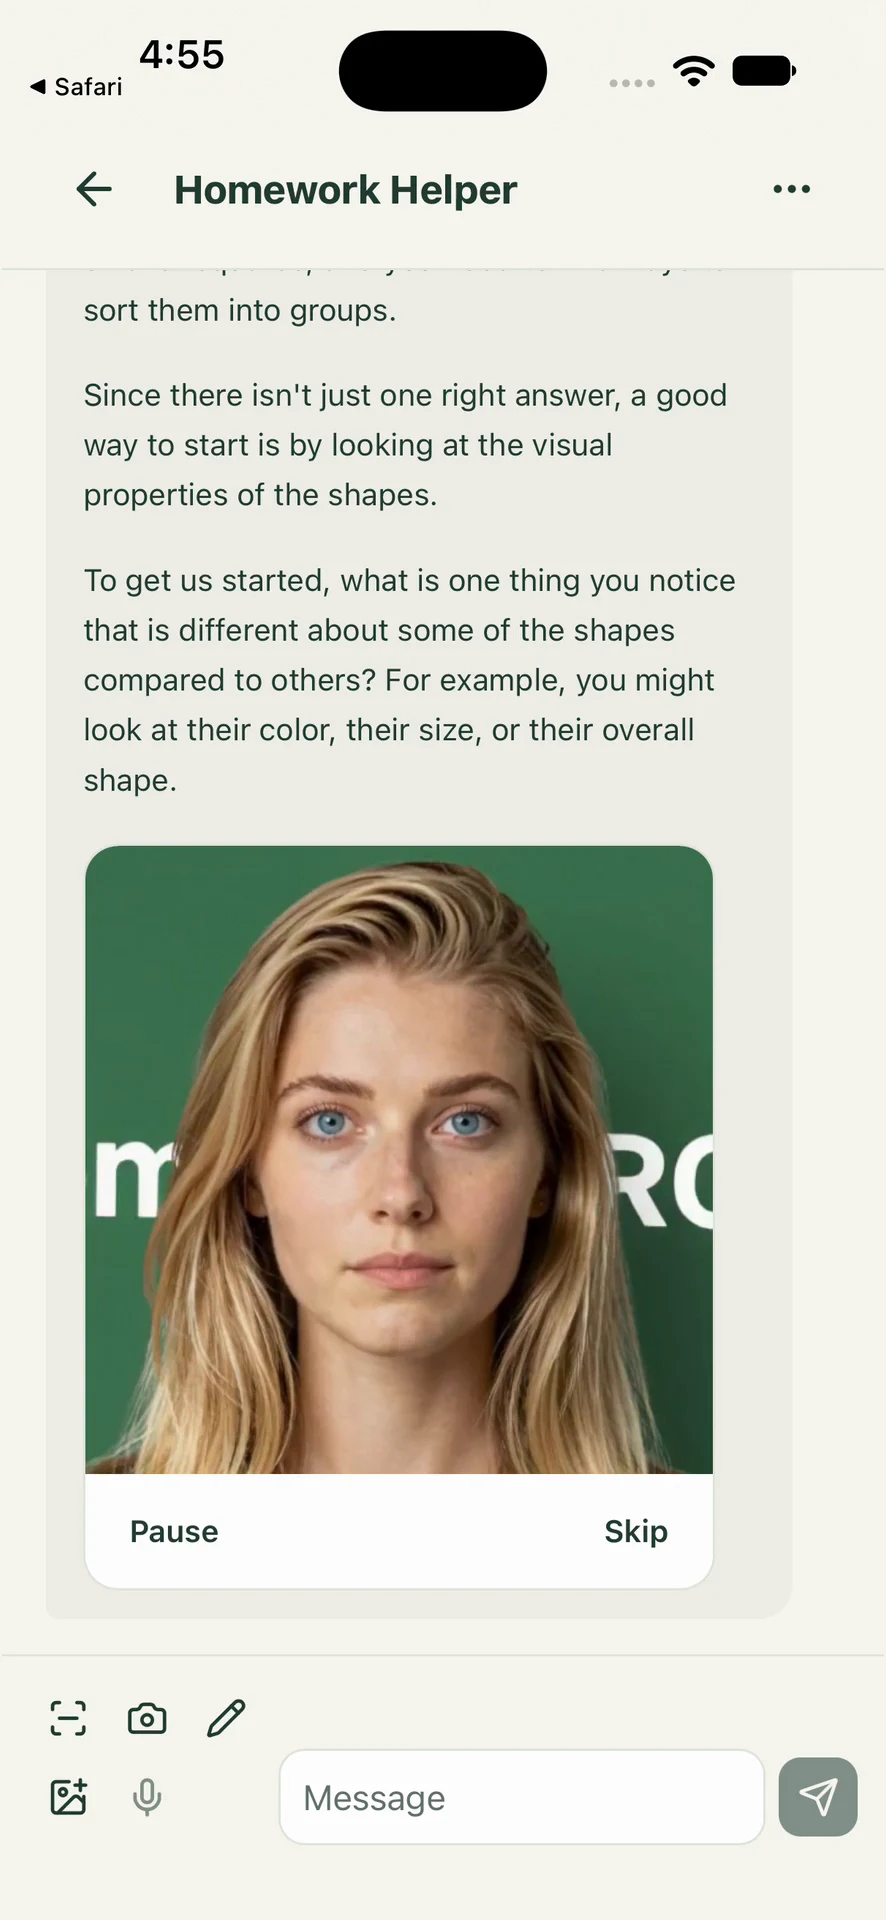 4:55
Safari
Homework Helper
sort them into groups.
Since there isn't just one right answer, a good
way to start is by looking at the visual
properties of the shapes.
To get us started, what is one thing you notice
that is different about some of the shapes
compared to others? For example, you might
look at their color, their size, or their overall
shape.
m RO
Pause
Skip
Message